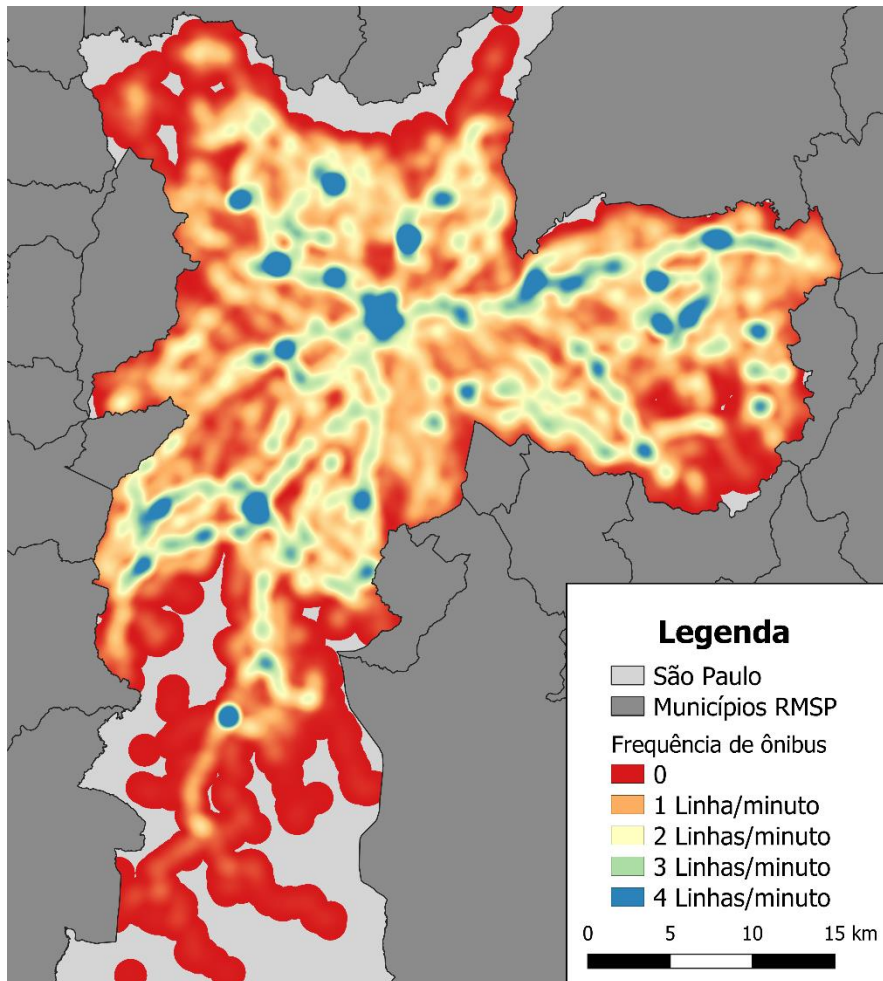 Legenda
São Paulo
Municípios RMSP
Frequência de ônibus
0
1 Linha/minuto
2 Linhas/minuto
3 Linhas/minuto
4 Linhas/minuto
0 5 10 15 km